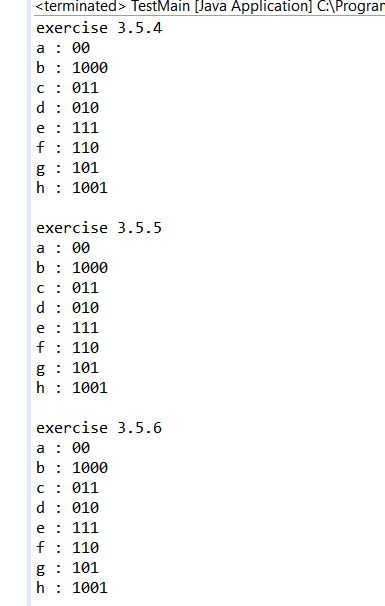 <terminated> TestMain [Java Application] C:\Program
exercise 3.5.4
a : 00
b : 1000
c : 011
d : 010
e : 111
f : 110
g : 101
h : 1001
exercise 3.5.5
a : 00
b : 1000
c : 011
d : 010
e : 111
f : 110
g : 101
h : 1001
exercise 3.5.6
a : 00
b : 1000
c : 011
d : 010
e : 111
f : 110
g : 101
h : 1001